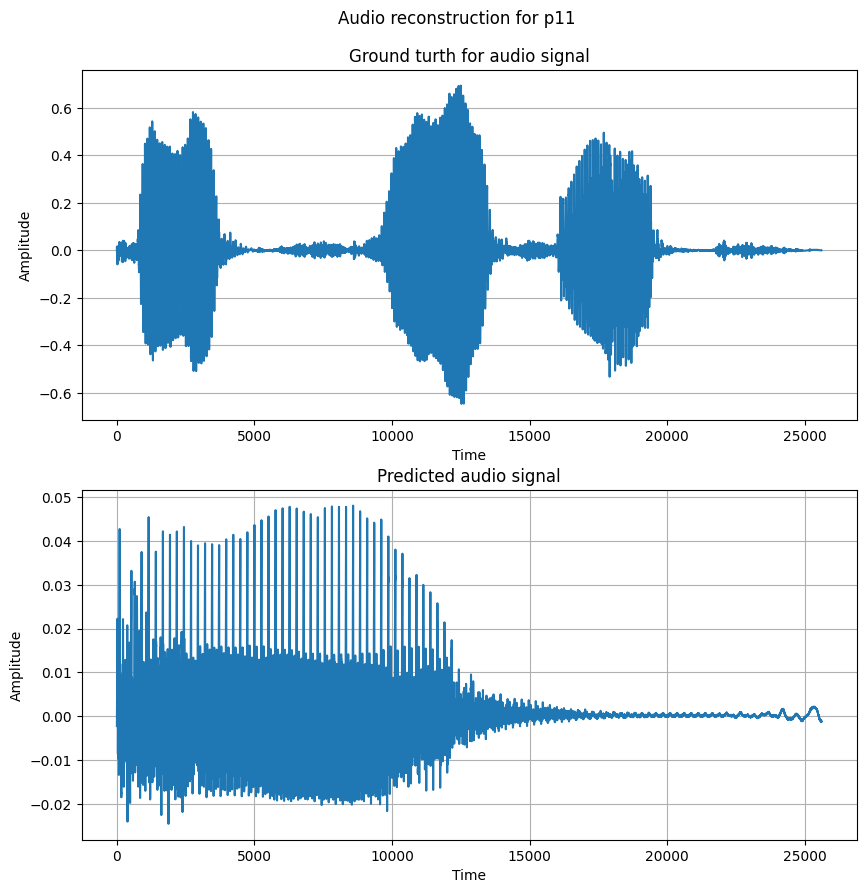 Audio reconstruction for p11
Ground turth for audio signal
0.6
0.4
0.2
0.0
−0.2
−0.4
−0.6
Amplitude
0 5000 10000 15000 20000 25000
Time
Predicted audio signal
0.05
0.04
0.03
0.02
0.01
0.00
−0.01
−0.02
Amplitude
0 5000 10000 15000 20000 25000
Time